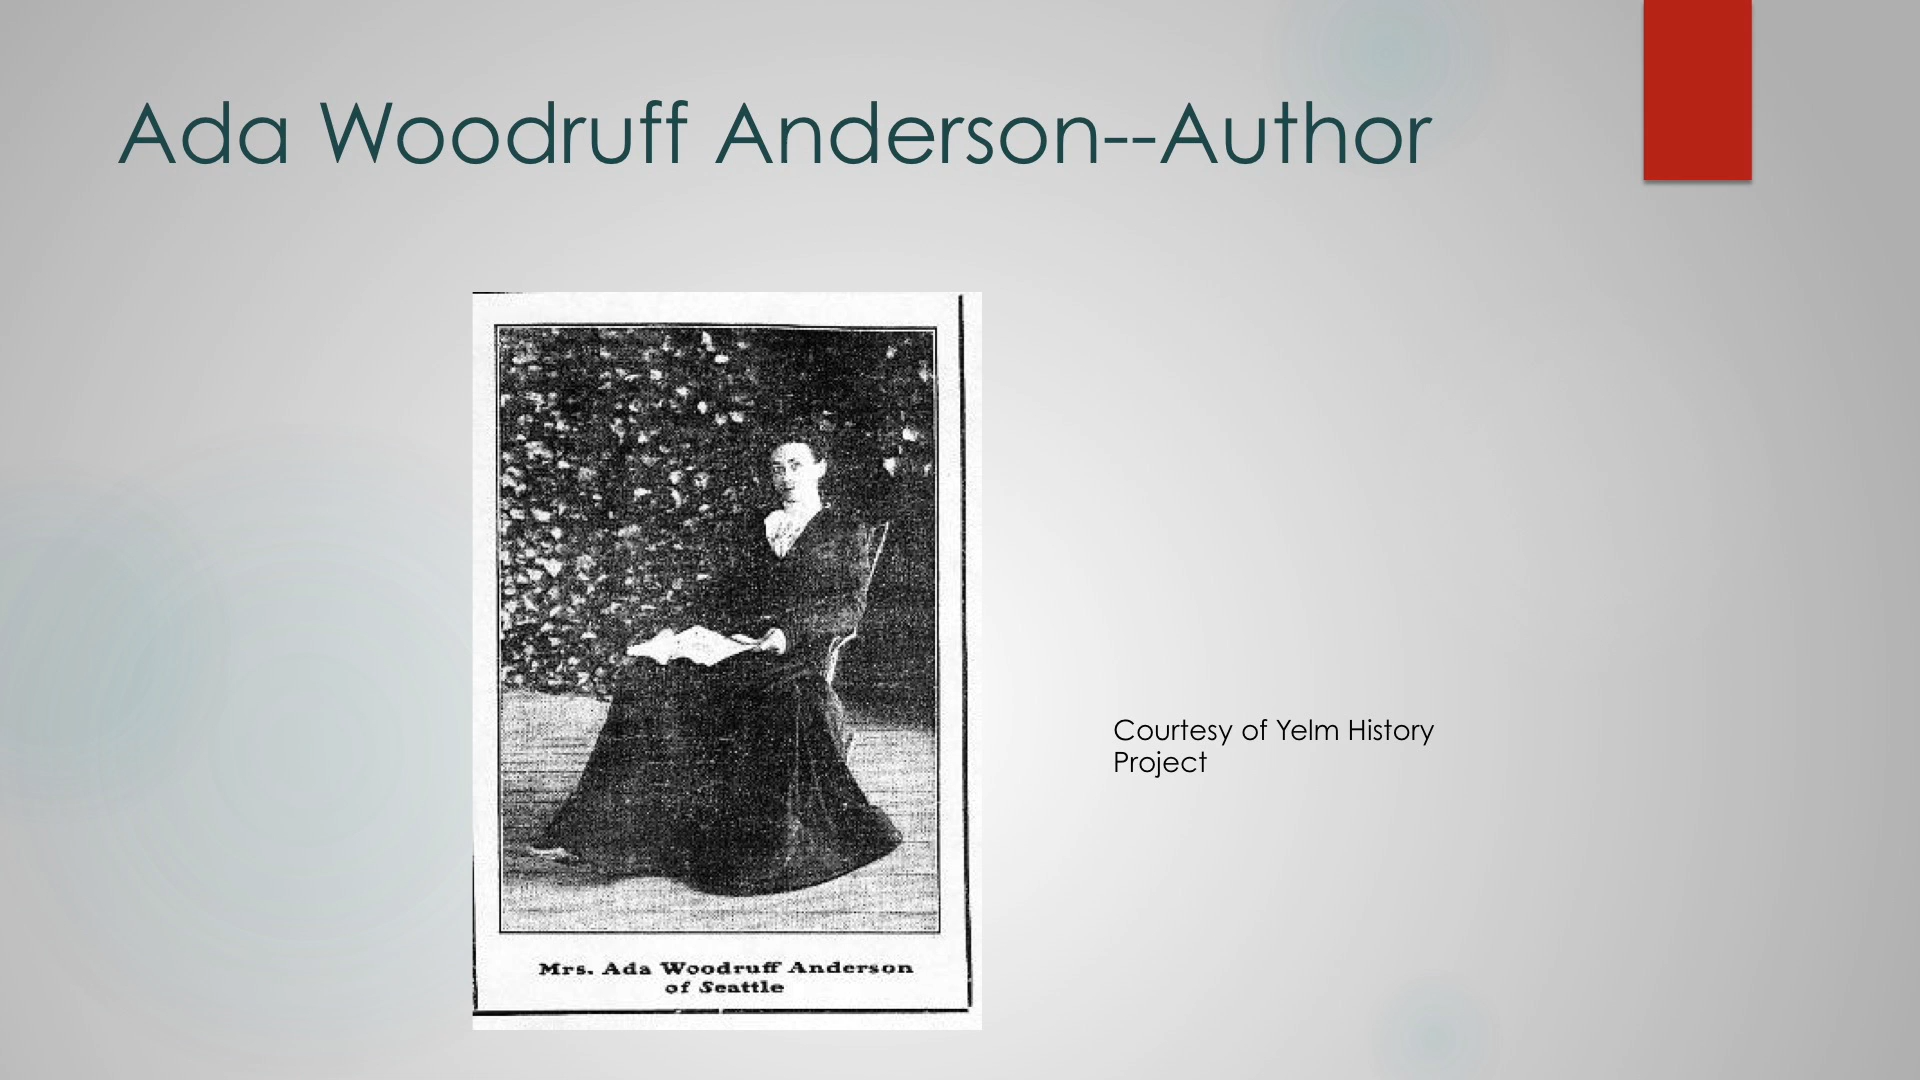 Ada Woodruff Anderson--Author
Mrs. Ada Woodruff Anderson
of Seattle
Courtesy of Yelm History
Project